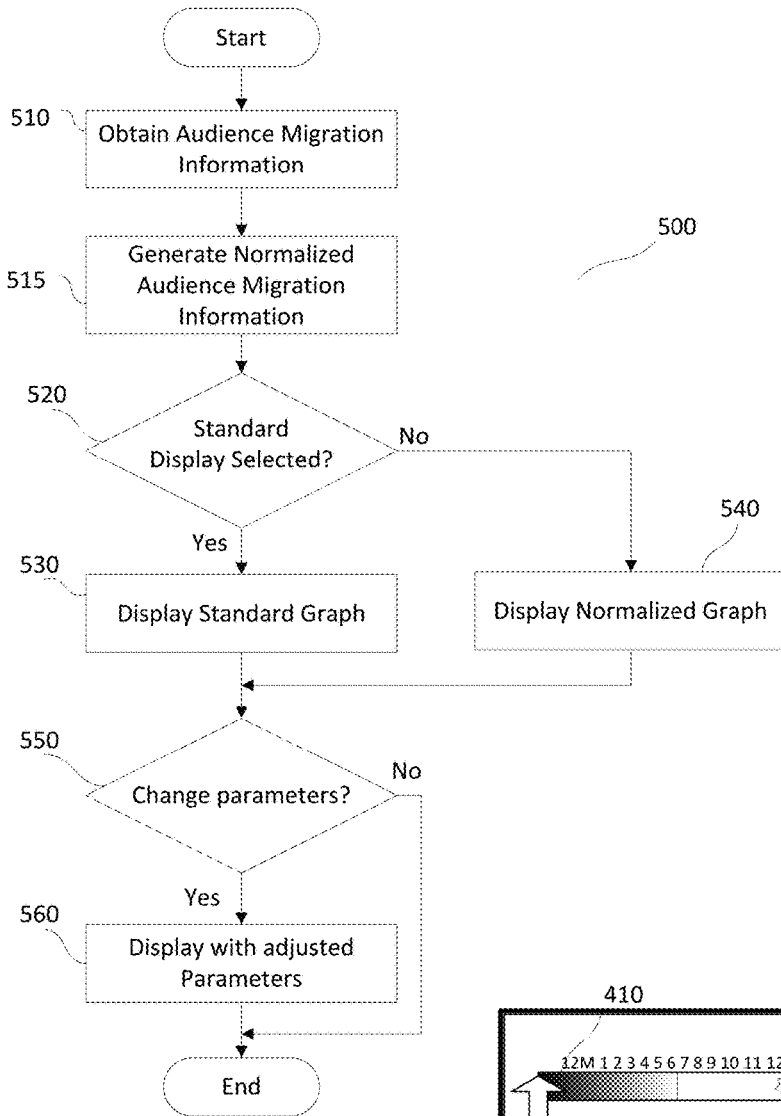 Start
510
Obtain Audience Migration
Information
500
515
Generate Normalized
Audience Migration
Information
520
Standard
Display Selected?
No
Yes
530
Display Standard Graph
540
Display Normalized Graph
550
Change parameters?
No
Yes
560
Display with adjusted
Parameters
End
410
12M 1 2 3 4 5 6 7 8 9 10 11 12